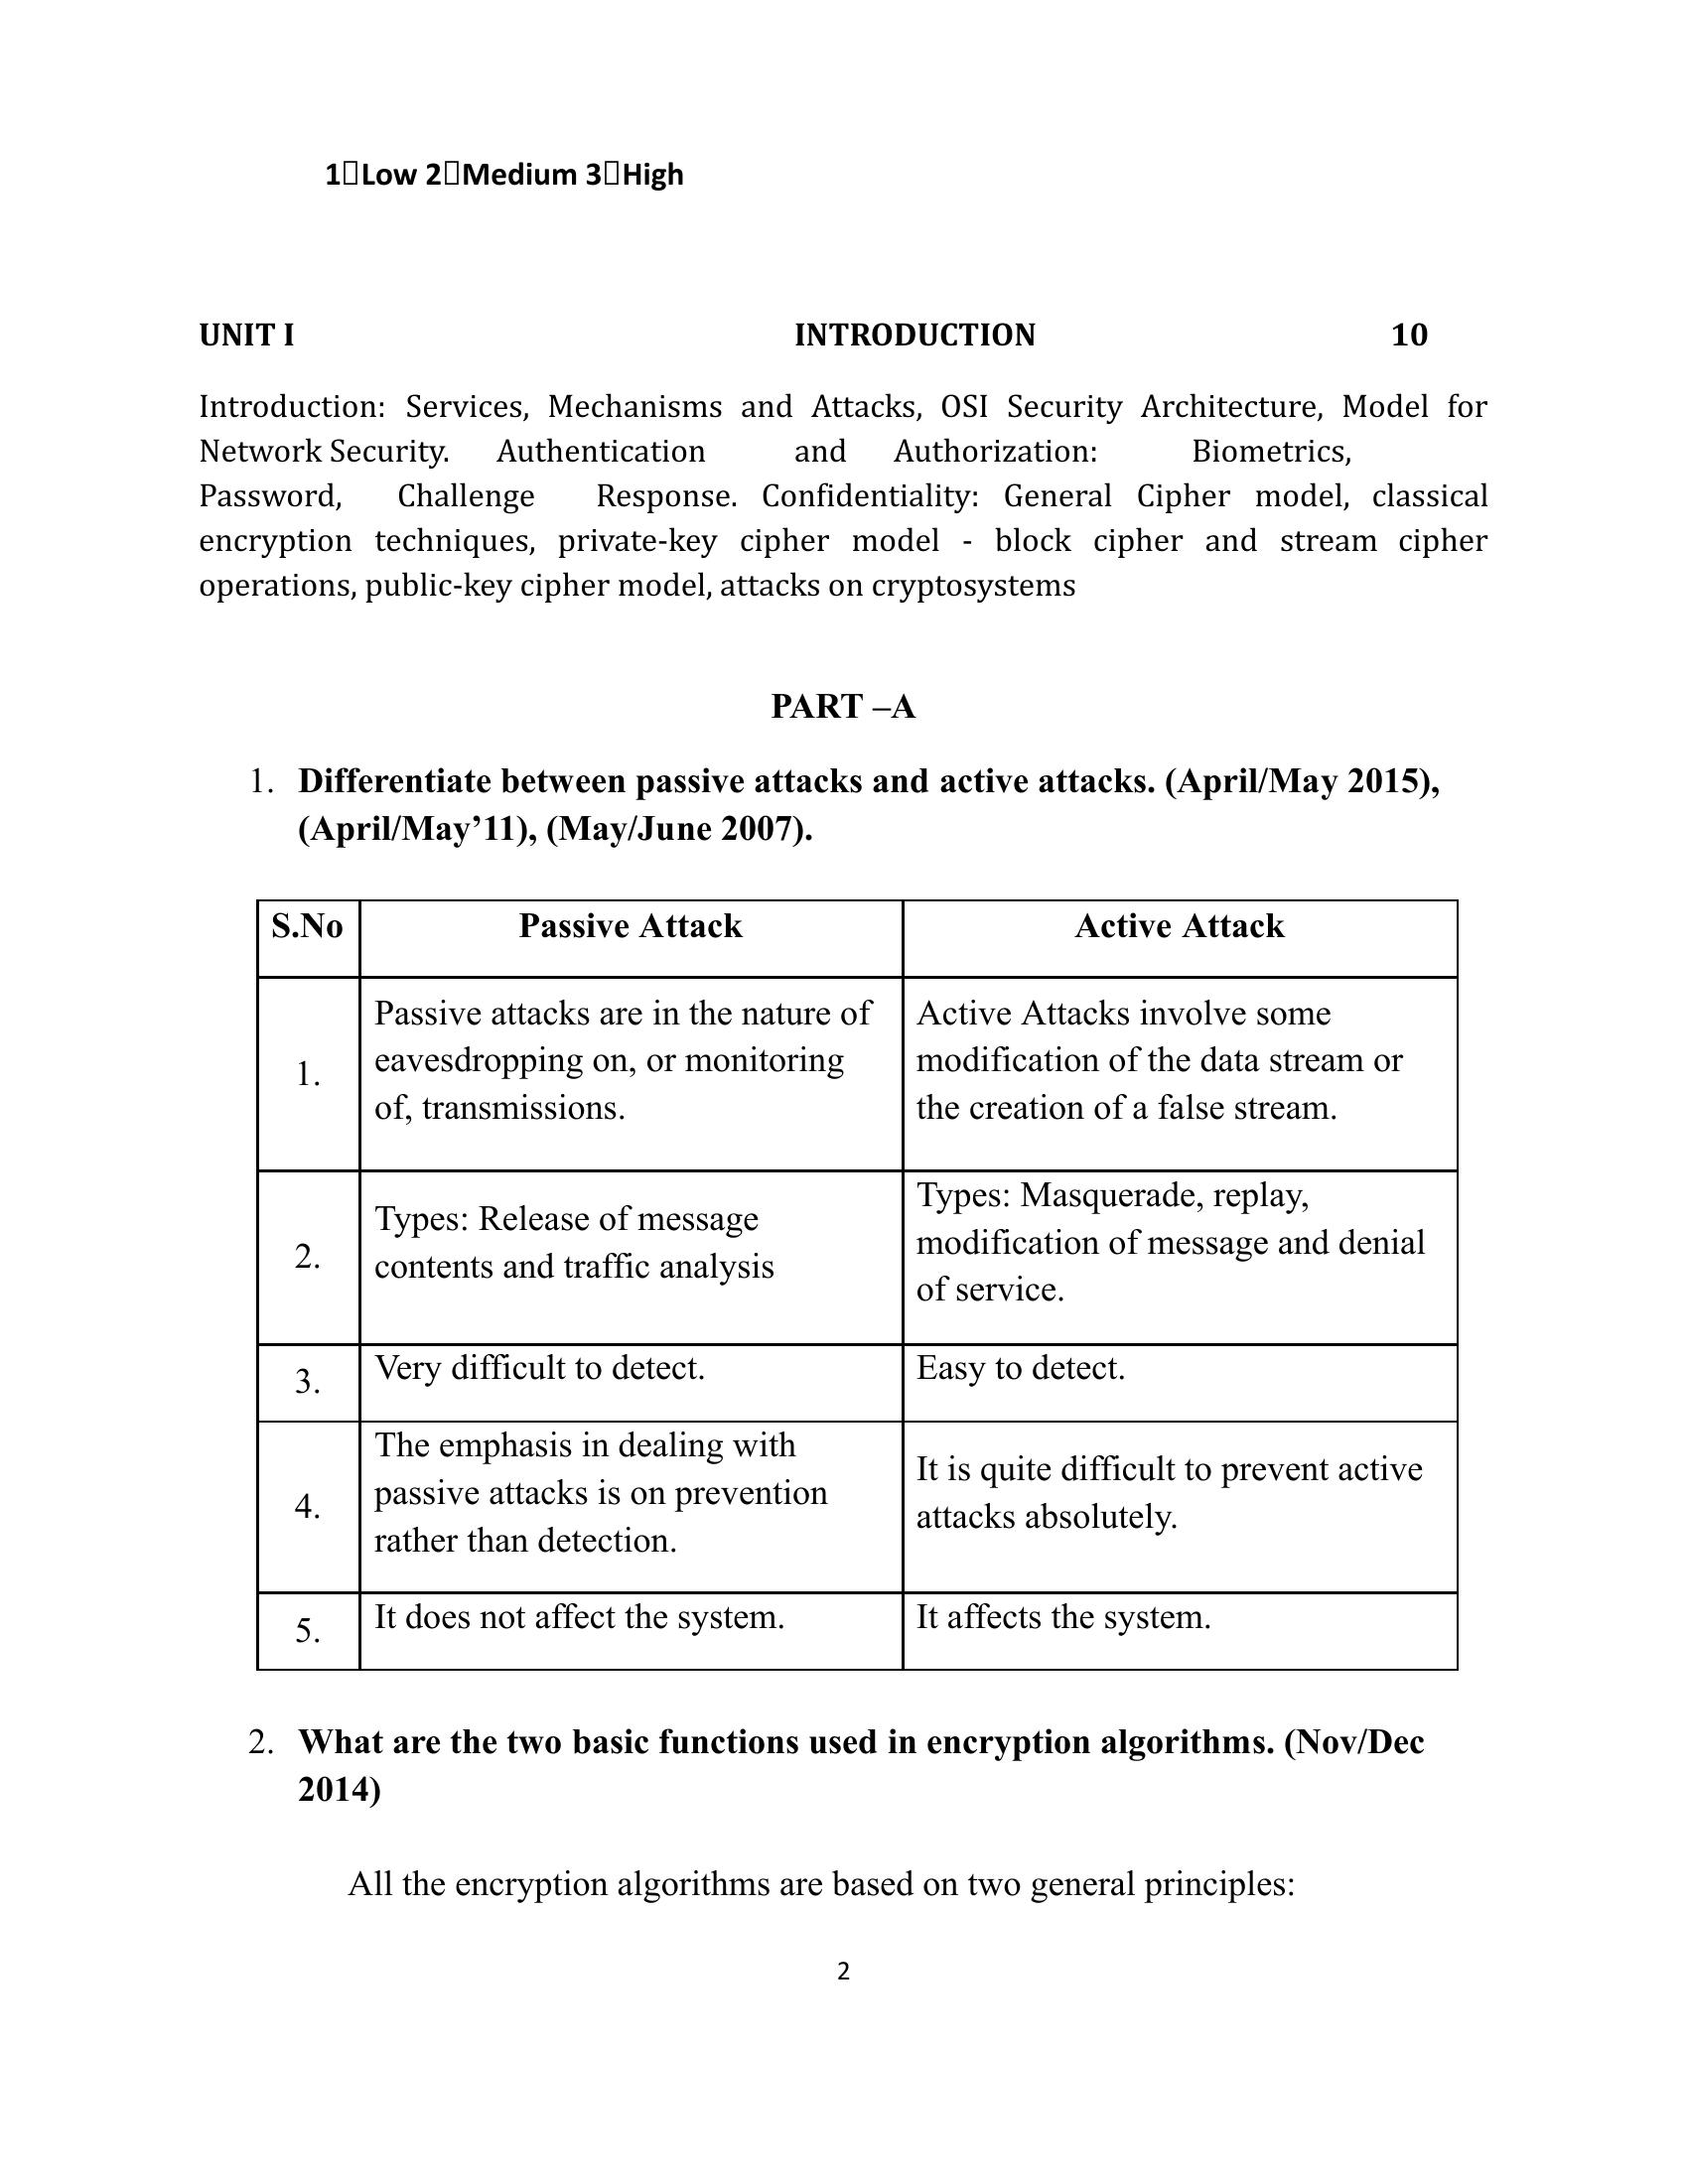 1▯Low 2▯Medium 3▯High
UNIT I INTRODUCTION 10
Introduction: Services, Mechanisms and Attacks, OSI Security Architecture, Model for
Network Security. Authentication and Authorization: Biometrics,
Password, Challenge Response. Confidentiality: General Cipher model, classical
encryption techniques, private-key cipher model - block cipher and stream cipher
operations, public-key cipher model, attacks on cryptosystems
PART –A
1. Differentiate between passive attacks and active attacks. (April/May 2015),
(April/May’11), (May/June 2007).
S.No Passive Attack Active Attack
1.
Passive attacks are in the nature of
eavesdropping on, or monitoring
of, transmissions.
Active Attacks involve some
modification of the data stream or
the creation of a false stream.
2.
Types: Release of message
contents and traffic analysis
Types: Masquerade, replay,
modification of message and denial
of service.
3.
Very difficult to detect.
Easy to detect.
4.
The emphasis in dealing with
passive attacks is on prevention
rather than detection.
It is quite difficult to prevent active
attacks absolutely.
5.
It does not affect the system.
It affects the system.
2. What are the two basic functions used in encryption algorithms. (Nov/Dec
2014)
All the encryption algorithms are based on two general principles:
2